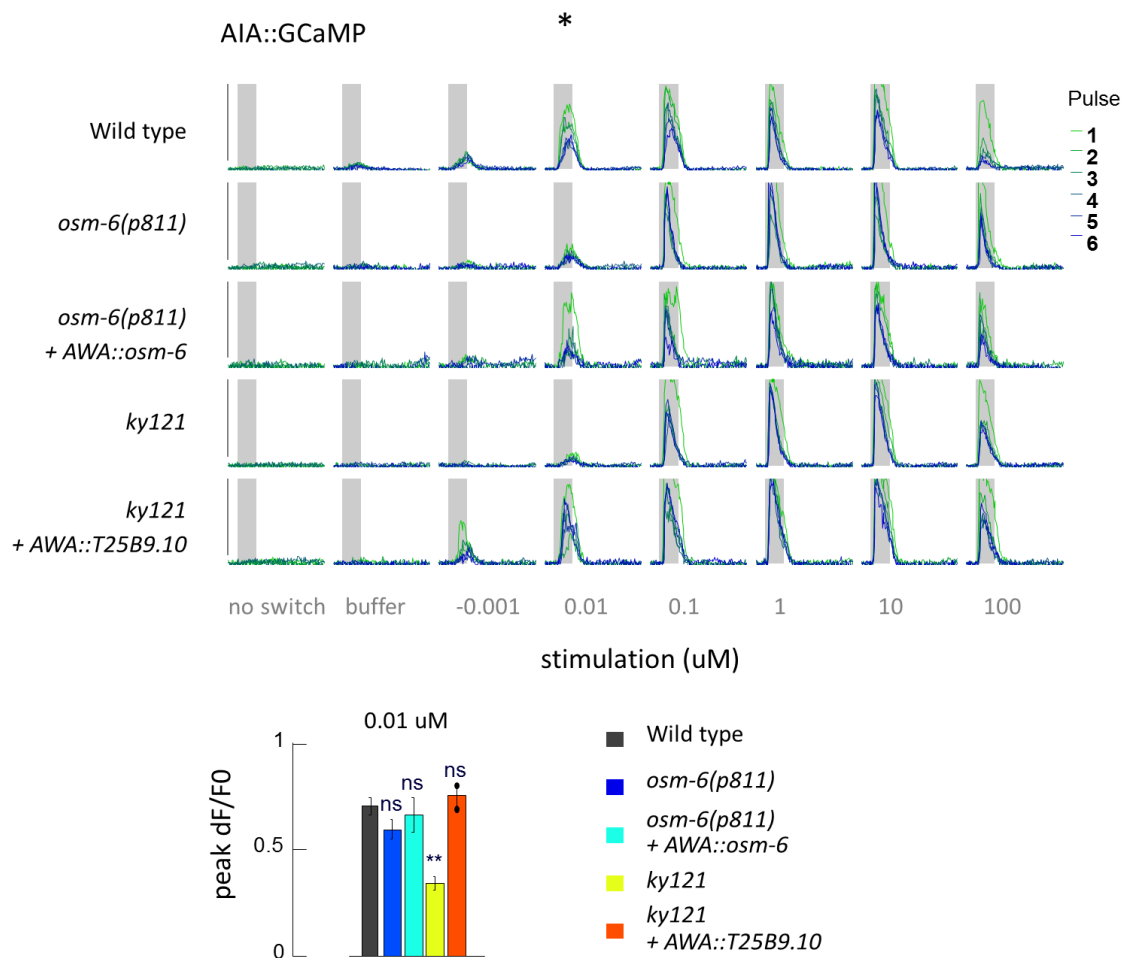 AIA::GCaMP
*
Pulse
1
2
3
4
5
6
Wild type
osm-6(p811)
osm-6(p811)
+ AWA::osm-6
ky121
ky121
+ AWA::T25B9.10
no switch buffer -0.001 0.01 0.1 1 10 100
stimulation (uM)
0.01 uM
peak dF/F0
1
0.5
0
ns
ns
**
ns
Wild type
osm-6(p811)
osm-6(p811)
+ AWA::osm-6
ky121
ky121
+ AWA::T25B9.10